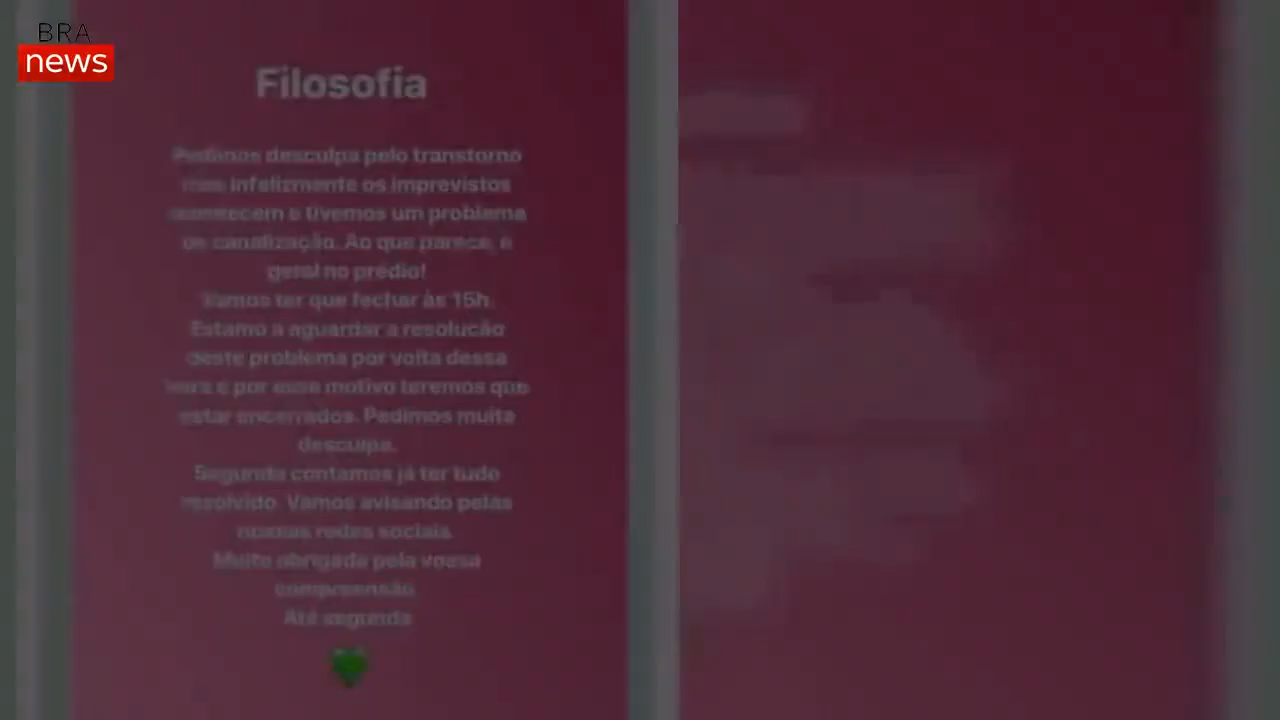 BRA
news
Filosofia
Pedimos desculpa pelo transtorno
mas infelizmente os imprevistos
acontecem e tivemos um problema
de canalização. Ao que parece, é
geral no prédio!
Vamos ter que fechar às 15h.
Estamo a aguardar a resolução
deste problema por volta dessa
hora e por esse motivo teremos que
estar encerrados. Pedimos muita
desculpa.
Segunda contamos já ter tudo
resolvido. Vamos avisando pelas
nossas redes sociais.
Muito obrigada pela vossa
compreensão.
Até segunda